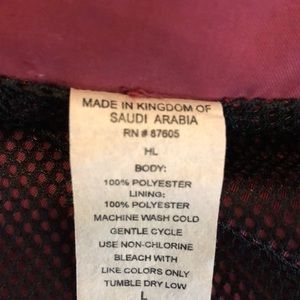 MADE IN KINGDOM OF
SAUDI ARABIA
RN # 87605
HL
BODY:
100% POLYESTER
LINING:
100% POLYESTER
MACHINE WASH COLD
GENTLE CYCLE
USE NON-CHLORINE
BLEACH WITH
LIKE COLORS ONLY
TUMBLE DRY LOW
L